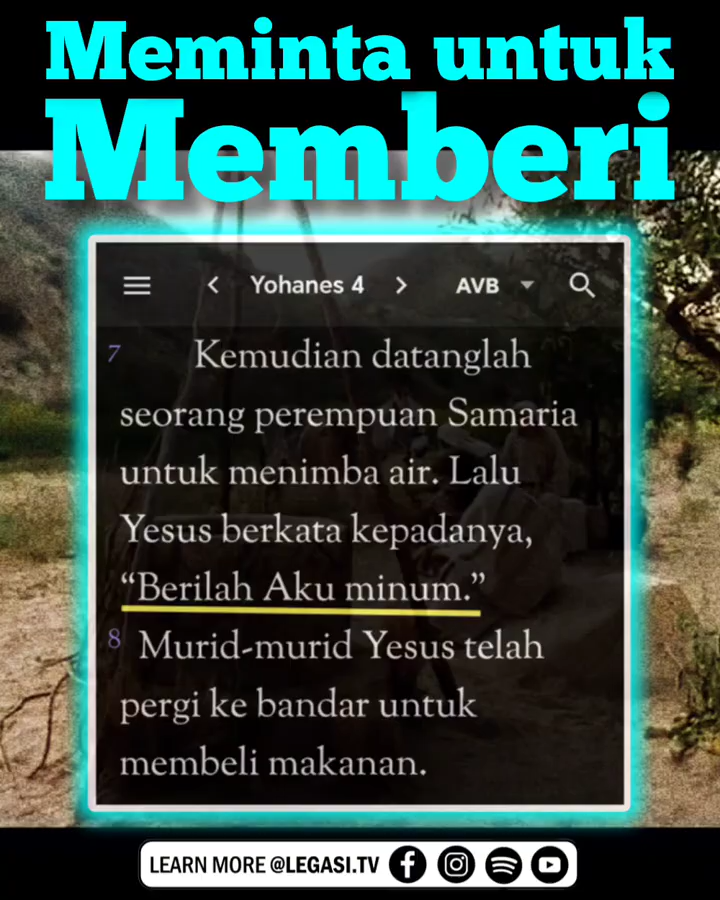 Meminta untuk
Memberi
Yohanes 4
AVB
7 Kemudian datanglah
seorang perempuan Samaria
untuk menimba air. Lalu
Yesus berkata kepadanya,
“Berilah Aku minum.”
8 Murid-murid Yesus telah
pergi ke bandar untuk
membeli makanan.
LEARN MORE @LEGASI.TV